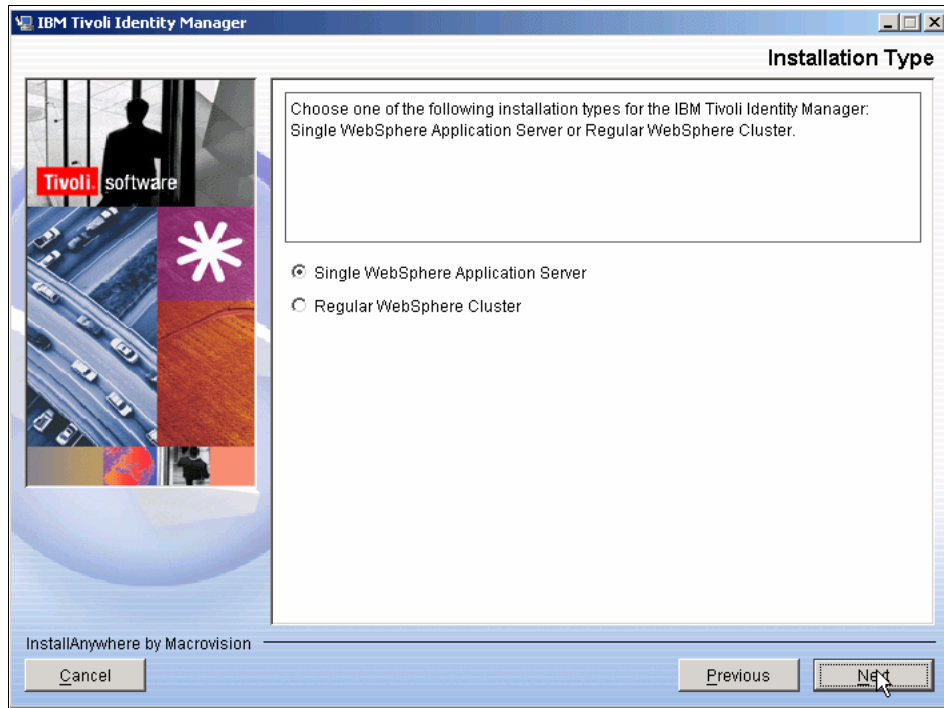 IBM Tivoli Identity Manager
Installation Type
Tivoli. software
Choose one of the following installation types for the IBM Tivoli Identity Manager:
Single WebSphere Application Server or Regular WebSphere Cluster.
Single WebSphere Application Server
Regular WebSphere Cluster
InstallAnywhere by Macrovision
Cancel
Previous
Next